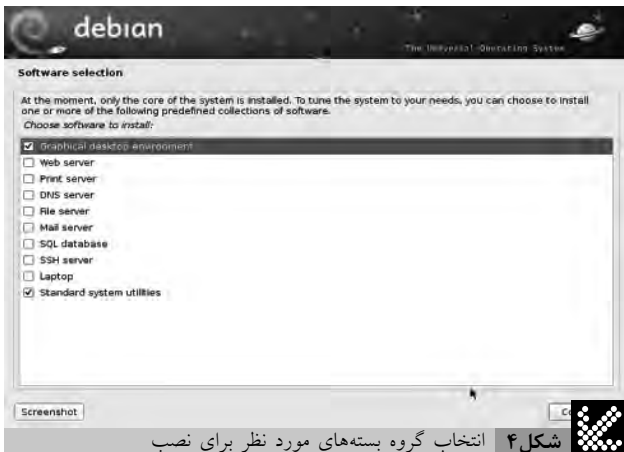 debian
The Universal Operating System
Software selection
At the moment, only the core of the system is installed. To tune the system to your needs, you can choose to install
one or more of the following predefined collections of software.
Choose software to install:
Graphical desktop environment
Web server
Print server
DNS server
File server
Mail server
SQL database
SSH server
Laptop
Standard system utilities
Screenshot
شکل۴ انتخاب گروه بسته‌های مورد نظر برای نصب